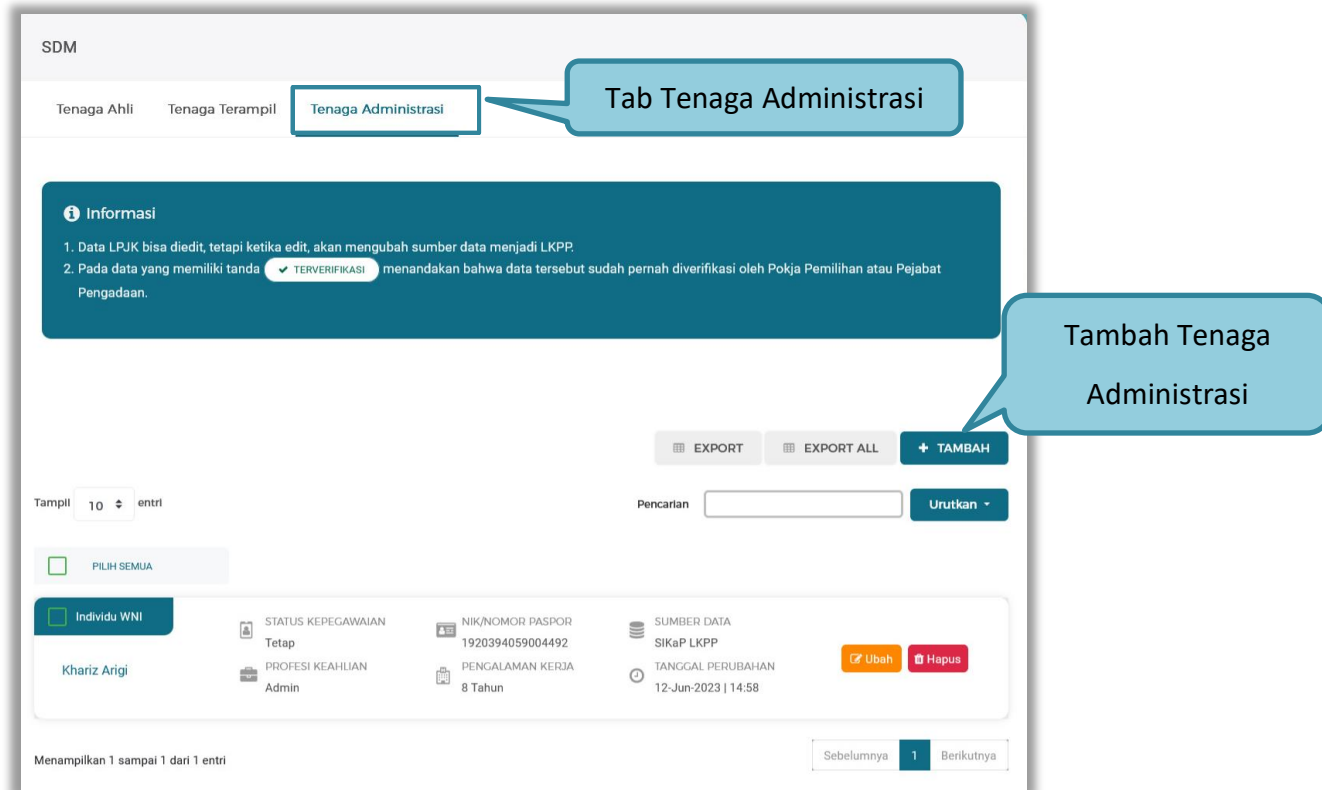 SDM
Tenaga Ahli Tenaga Terampil Tenaga Administrasi
Tab Tenaga Administrasi
Informasi
1. Data LPJK bisa diedit, tetapi ketika edit, akan mengubah sumber data menjadi LKPP.
2. Pada data yang memiliki tanda TERVERIFIKASI menandakan bahwa data tersebut sudah pernah diverifikasi oleh Pokja Pemilihan atau Pejabat
Pengadaan.
Tambah Tenaga
Administrasi
EXPORT EXPORT ALL + TAMBAH
Tampil 10 entri Pencarian Urutkan
PILIH SEMUA
Individu WNI
Khariz Arigi
STATUS KEPEGAWAIAN
Tetap
PROFESI KEAHLIAN
Admin
NIK/NOMOR PASPOR
1920394059004492
PENGALAMAN KERJA
8 Tahun
SUMBER DATA
SIKaP LKPP
TANGGAL PERUBAHAN
12-Jun-2023 | 14:58
Ubah Hapus
Menampilkan 1 sampai 1 dari 1 entri
Sebelumnya 1 Berikutnya